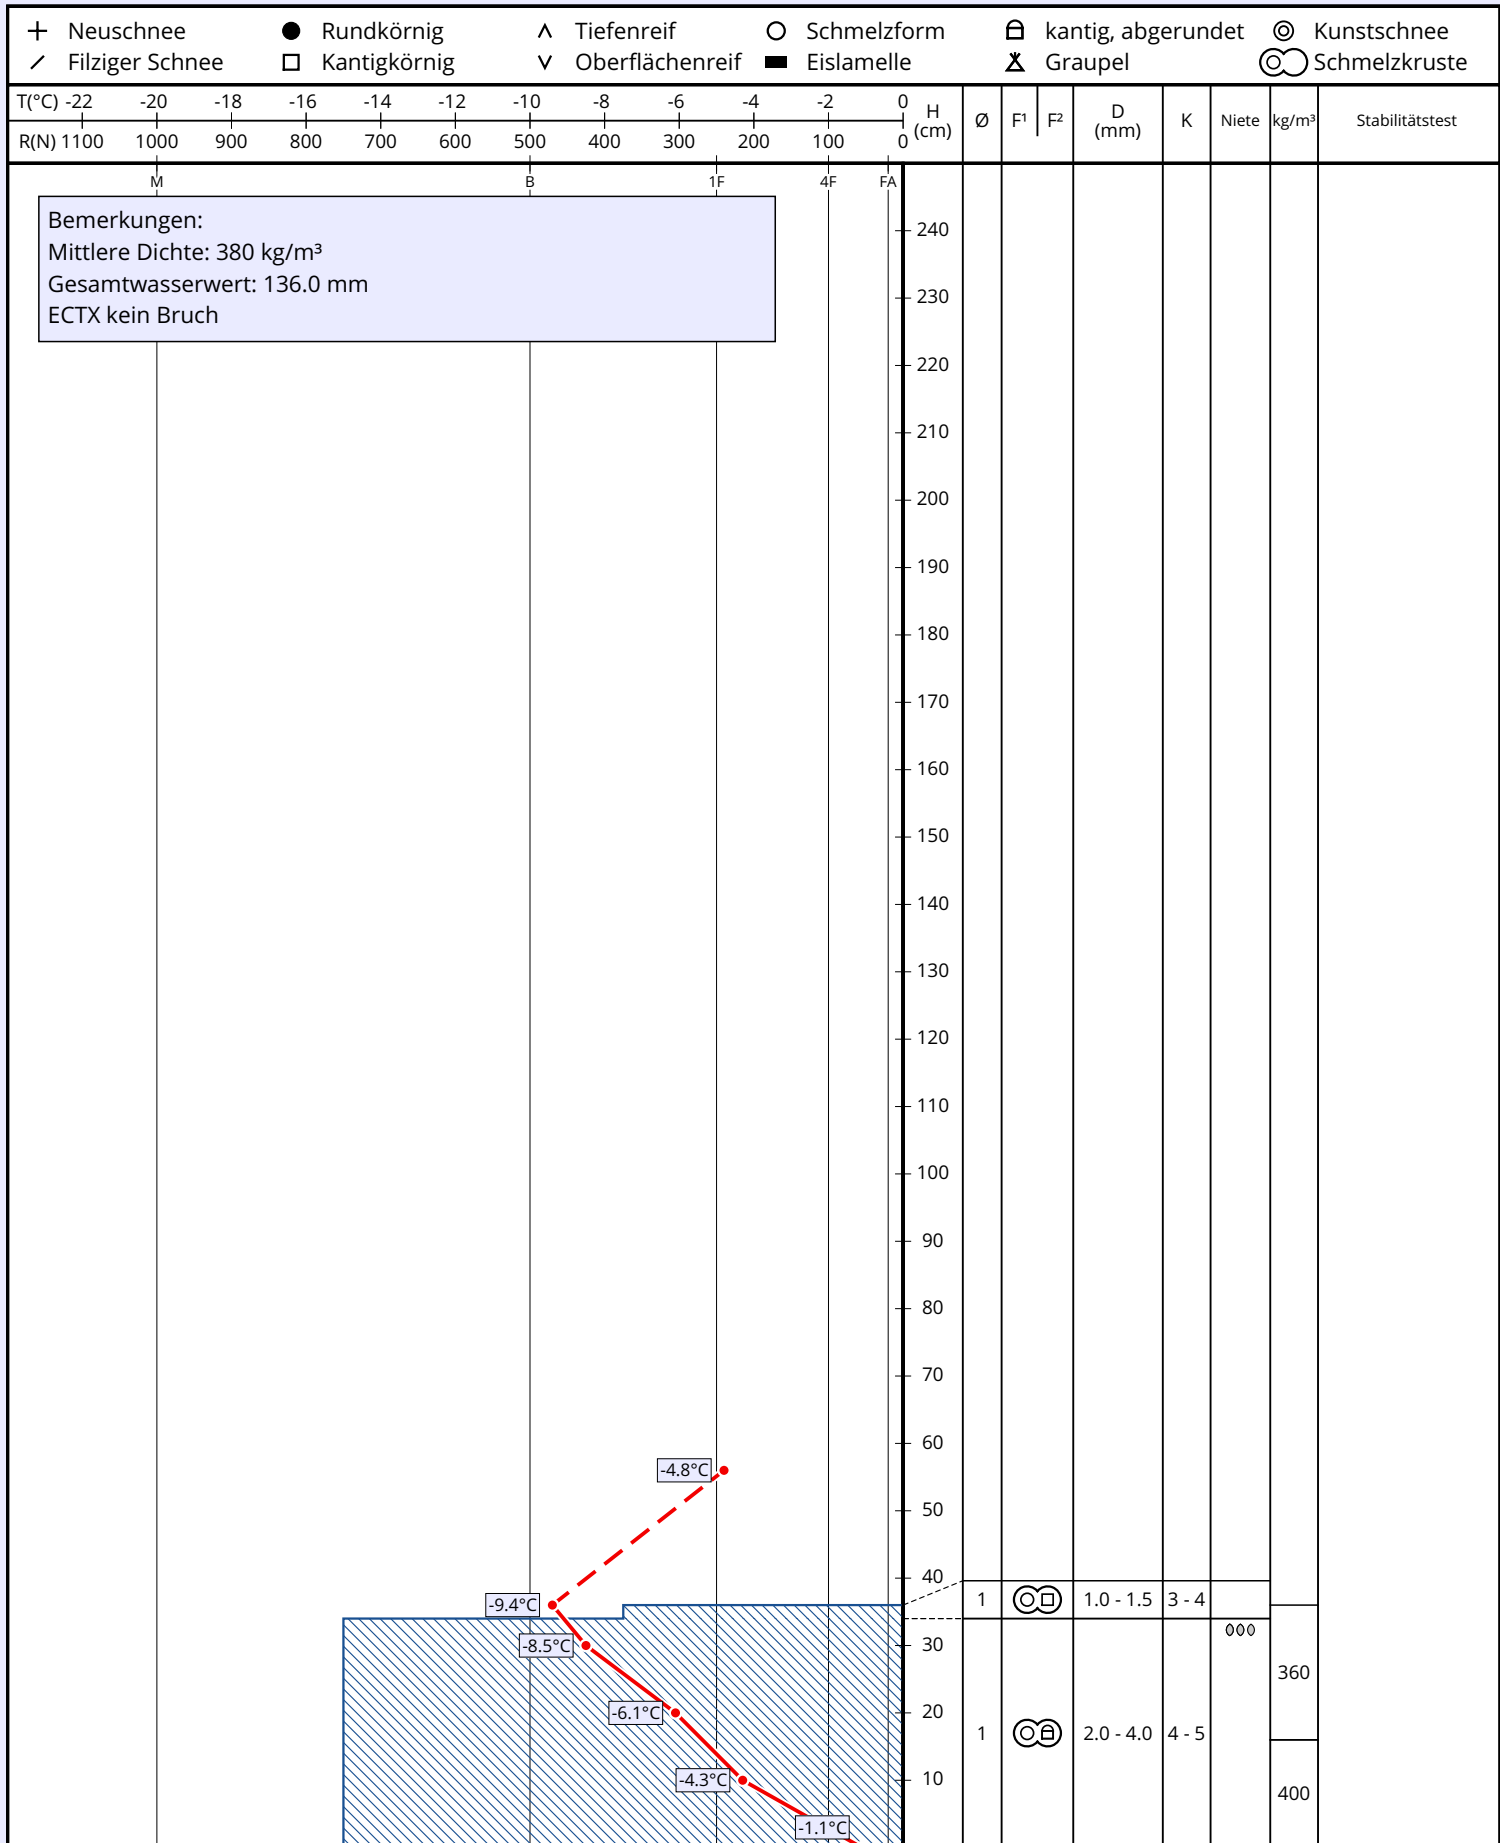 Neuschnee Rundkörnig Tiefenreif Schmelzform kantig, abgerundet Kunstschnee
Filziger Schnee Kantigkörnig Oberflächenreif Eislamelle Graupel Schmelzkruste
T(°C) -22 -20 -18 -16 -14 -12 -10 -8 -6 -4 -2 0
R(N) 1100 1000 900 800 700 600 500 400 300 200 100 0
H (cm) Ø F¹ F² D (mm) K Niete kg/m³ Stabilitätstest
M B 1F 4F FA
Bemerkungen:
Mittlere Dichte: 380 kg/m³
Gesamtwasserwert: 136.0 mm
ECTX kein Bruch
240
230
220
210
200
190
180
170
160
150
140
130
120
110
100
90
80
70
60
-4.8°C
50
40
-9.4°C 1 1.0 - 1.5 3 - 4
-8.5°C 30
360
-6.1°C 20
1 2.0 - 4.0 4 - 5
-4.3°C 10
400
-1.1°C